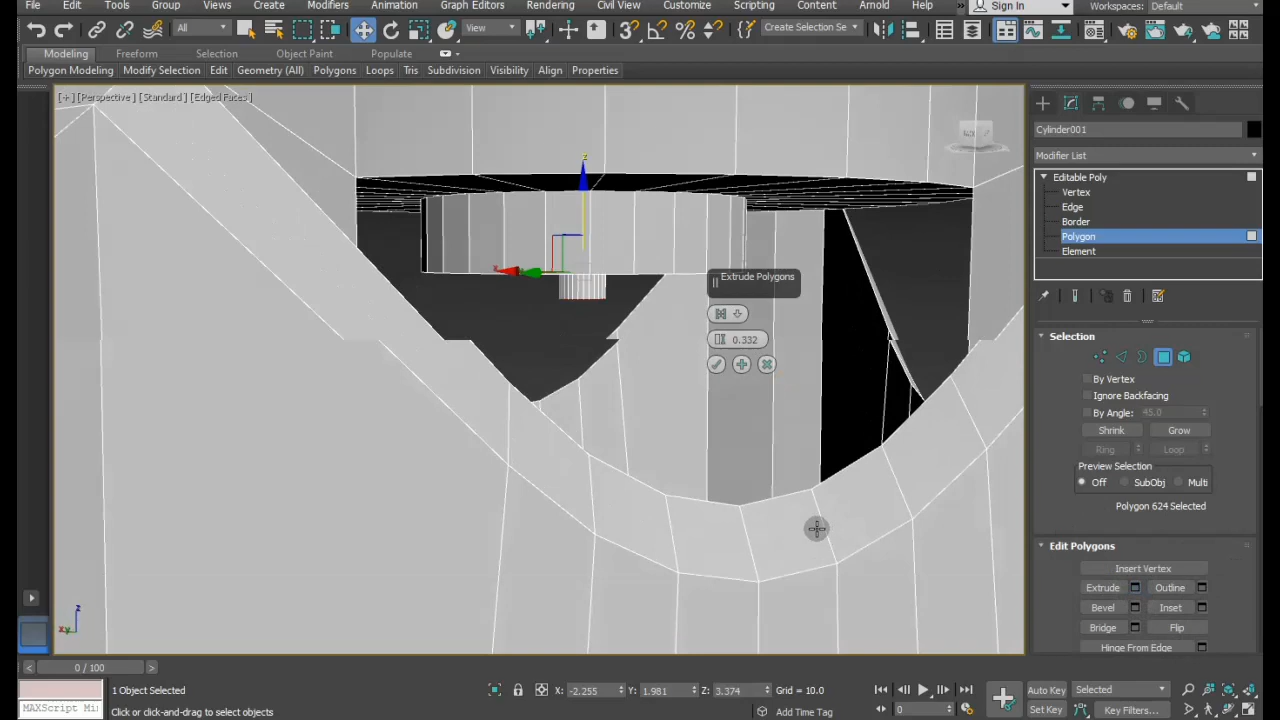 File Edit Tools Group Views Create Modifiers Animation Graph Editors Rendering Civil View Customize Scripting Content Arnold Help » Sign In Workspaces: Default
All View Create Selection Se
Modeling Freeform Selection Object Paint Populate
Polygon Modeling Modify Selection Edit Geometry (All) Polygons Loops Tris Subdivision Visibility Align Properties
[+] [Perspective ] [Standard ] [Edged Faces ]
Cylinder001
Modifier List
Editable Poly
Vertex
Edge
Border
Polygon
Element
z
x
Extrude Polygons
0.332
Selection
By Vertex
Ignore Backfacing
By Angle: 45.0
Shrink Grow
Ring Loop
Preview Selection
Off SubObj Multi
Polygon 624 Selected
Edit Polygons
Insert Vertex
Extrude Outline
Bevel Inset
Bridge Flip
Hinge From Edge
z
xy
< 0 / 100 >
1 Object Selected X: -2.255 Y: 1.981 Z: 3.374 Grid = 10.0 Auto Key Selected
MAXScript Mi Click or click-and-drag to select objects Add Time Tag 0 Set Key Key Filters...